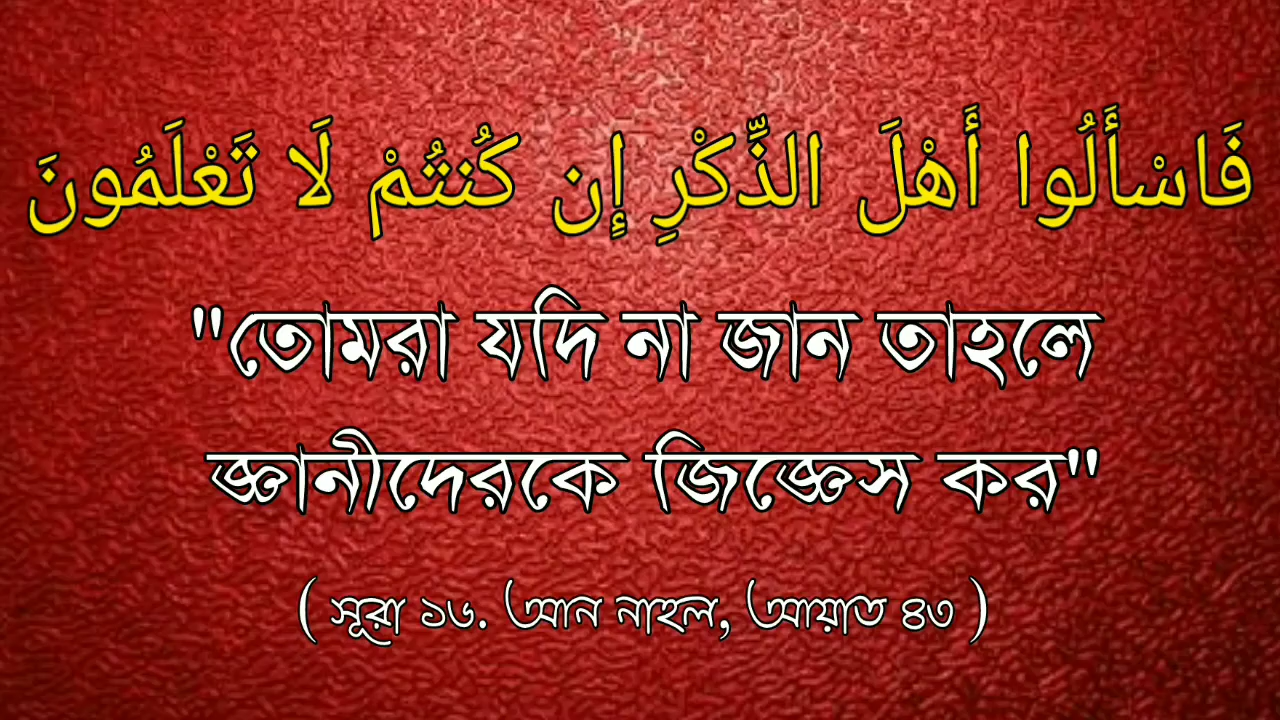 فَاسْأَلُوا أَهْلَ الذِّكْرِ إِن كُنتُمْ لَا تَعْلَمُونَ
"তোমরা যদি না জান তাহলে
জ্ঞানীদেরকে জিজ্ঞেস কর"
( সূরা ১৬. আন নাহল, আয়াত ৪৩ )